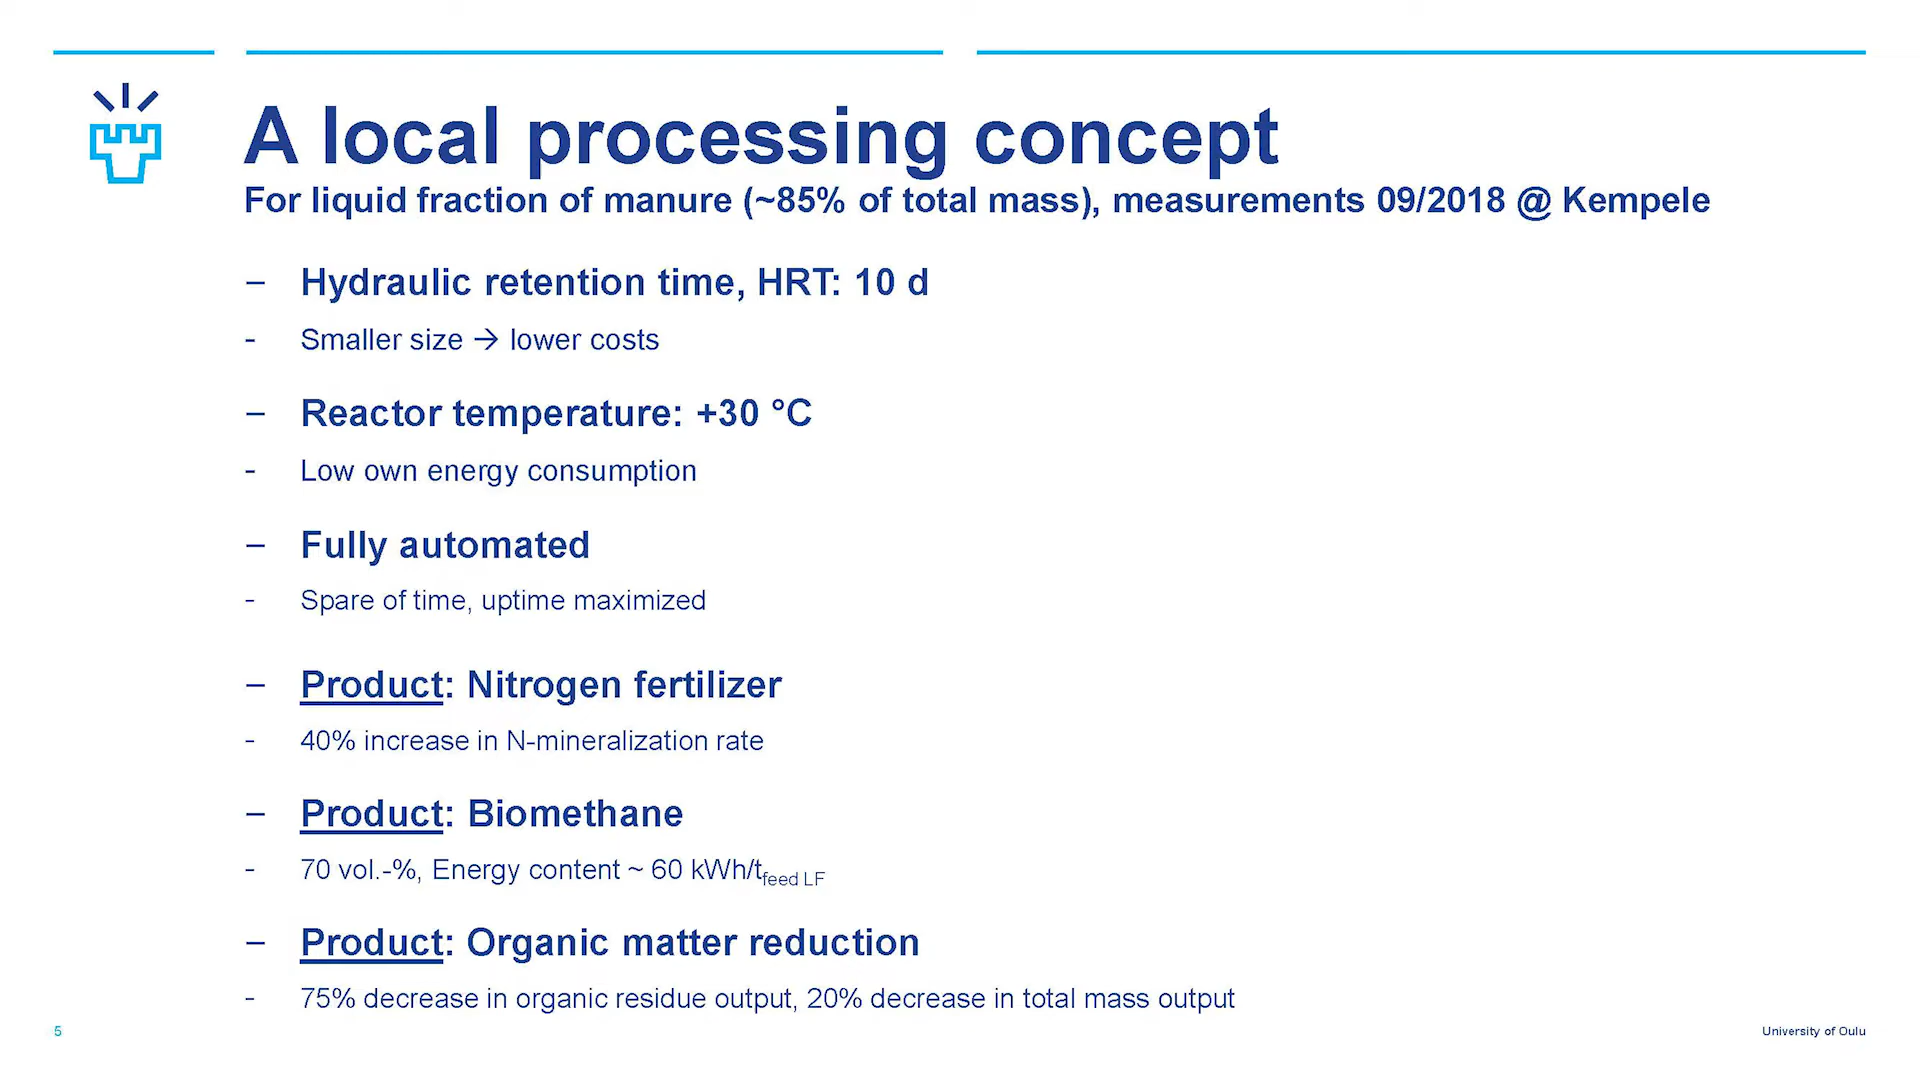 A local processing concept
For liquid fraction of manure (~85% of total mass), measurements 09/2018 @ Kempele
– Hydraulic retention time, HRT: 10 d
- Smaller size → lower costs
– Reactor temperature: +30 °C
- Low own energy consumption
– Fully automated
- Spare of time, uptime maximized
– Product: Nitrogen fertilizer
- 40% increase in N-mineralization rate
– Product: Biomethane
- 70 vol.-%, Energy content ~ 60 kWh/tfeed LF
– Product: Organic matter reduction
- 75% decrease in organic residue output, 20% decrease in total mass output
5
University of Oulu